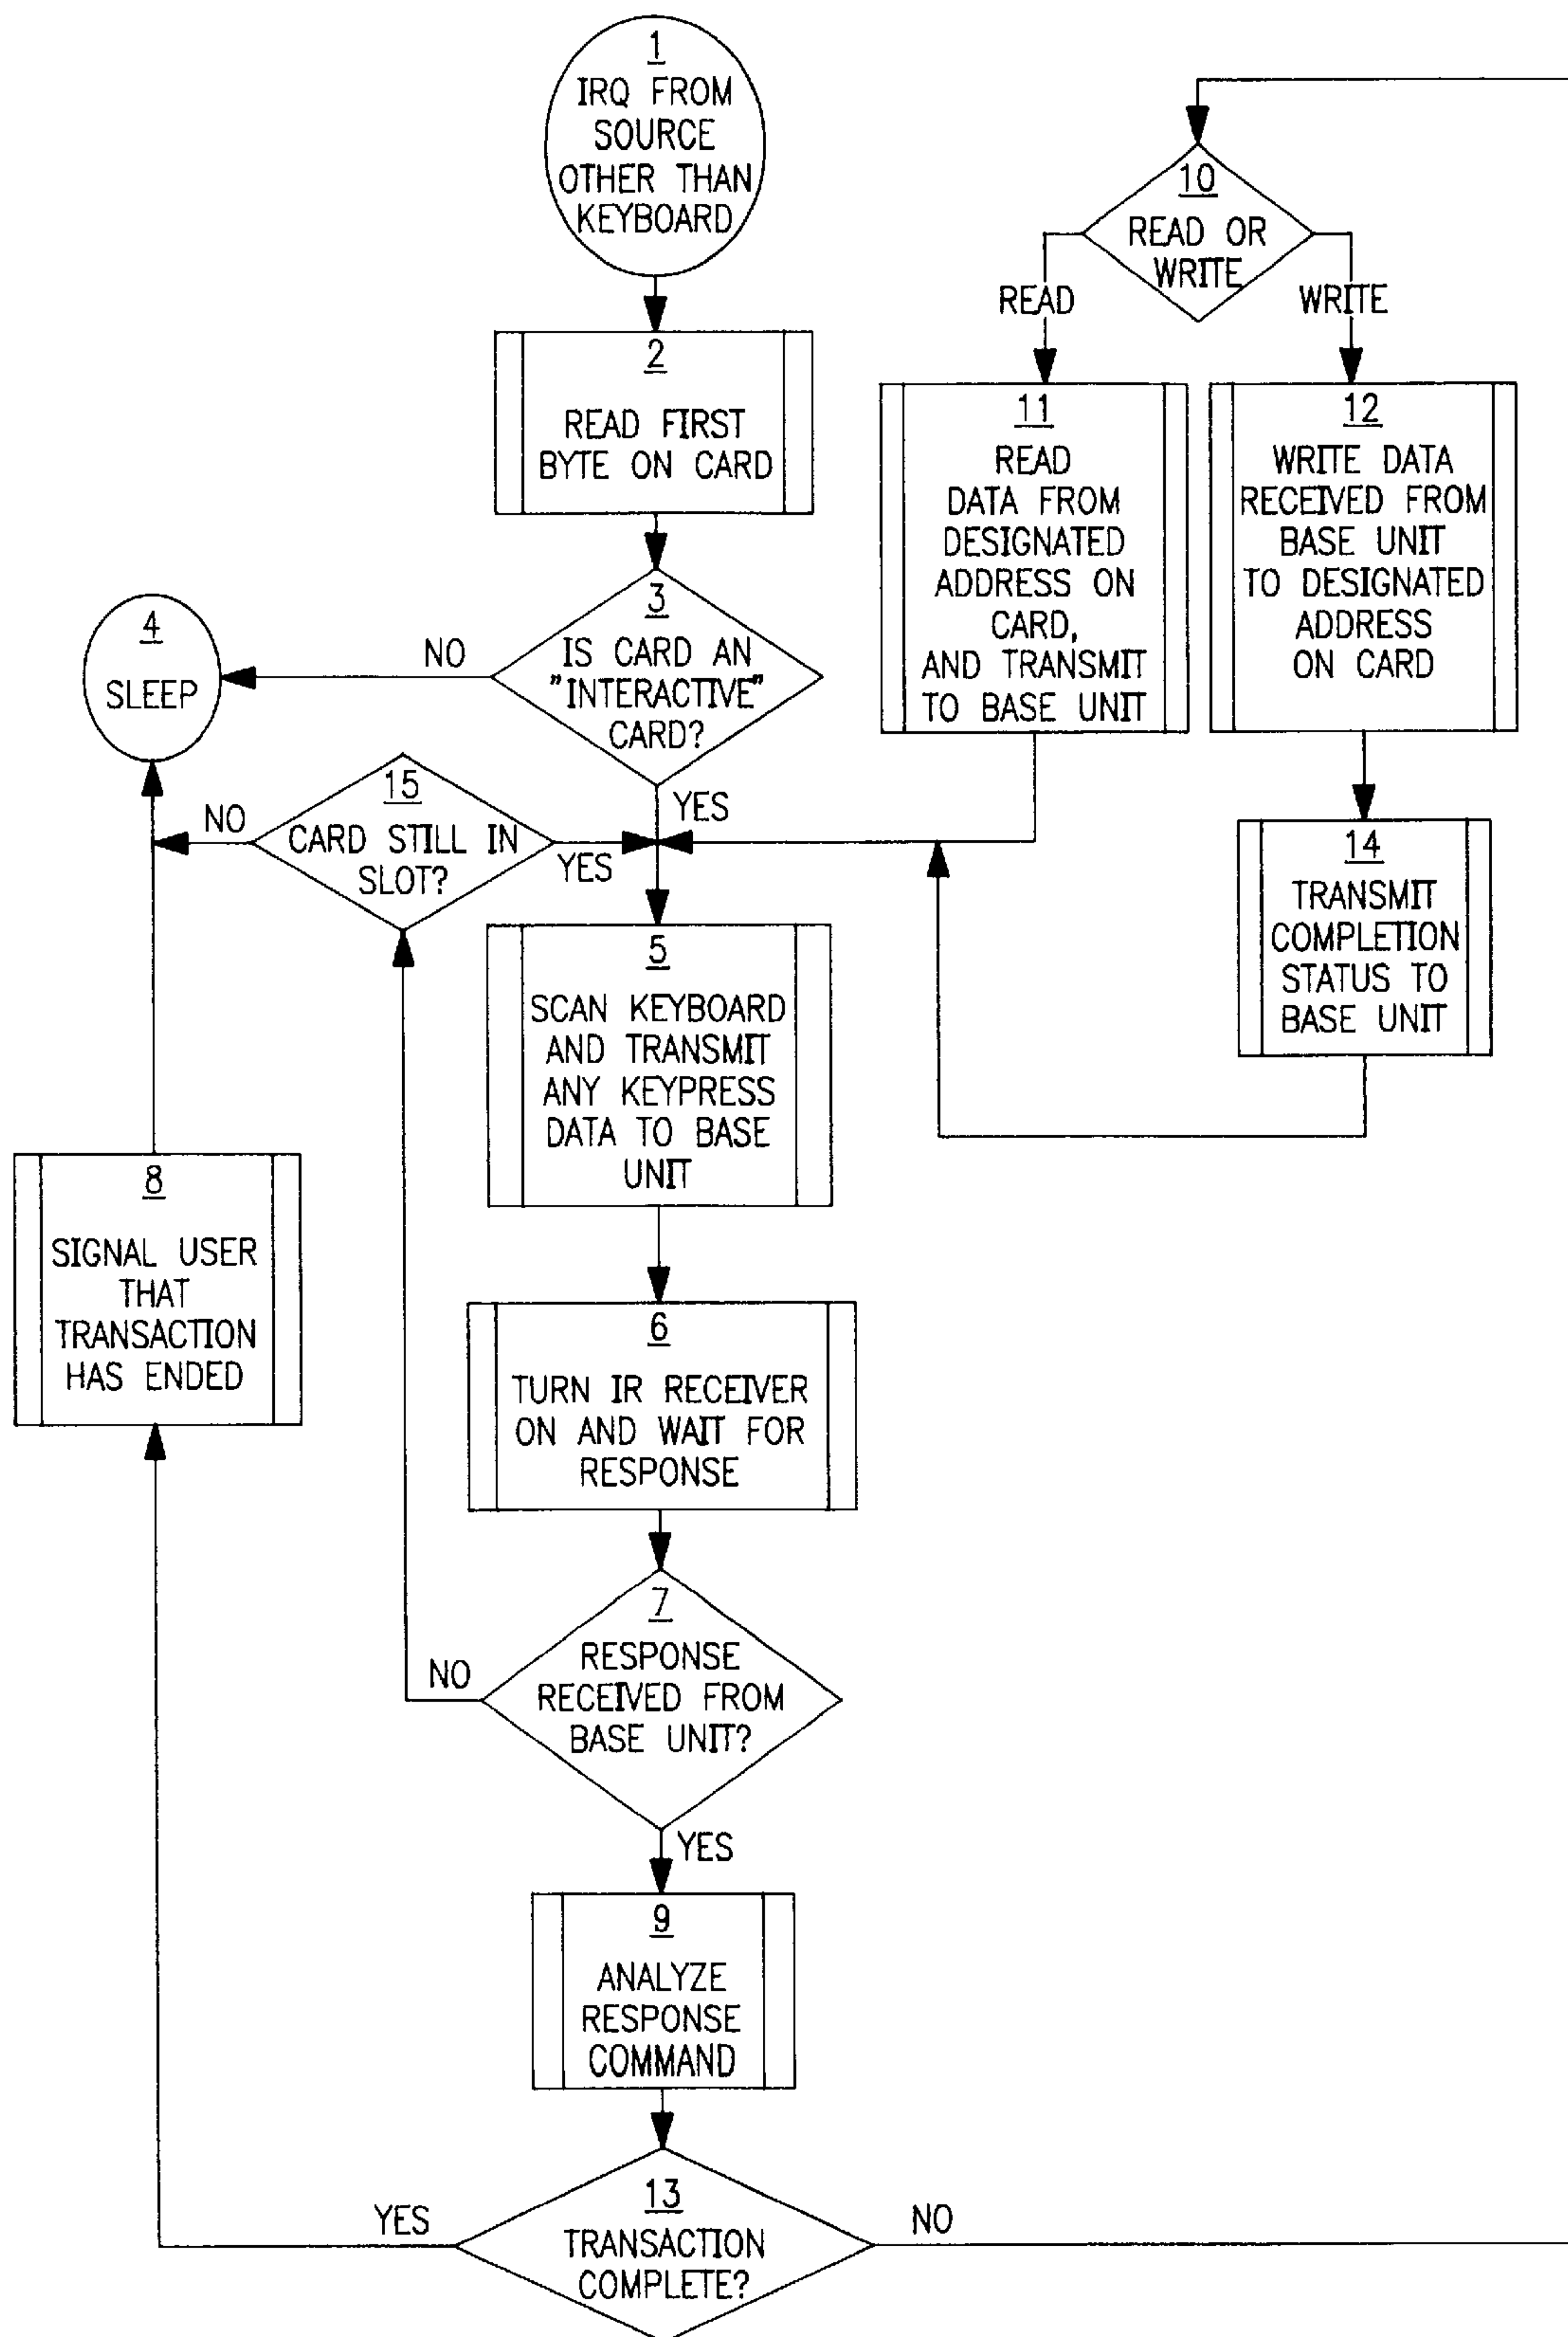 1
IRQ FROM
SOURCE
OTHER THAN
KEYBOARD
2
READ FIRST
BYTE ON CARD
3
IS CARD AN
"INTERACTIVE"
CARD?
NO
YES
4
SLEEP
15
CARD STILL IN
SLOT?
NO
YES
5
SCAN KEYBOARD
AND TRANSMIT
ANY KEYPRESS
DATA TO BASE
UNIT
6
TURN IR RECEIVER
ON AND WAIT FOR
RESPONSE
7
RESPONSE
RECEIVED FROM
BASE UNIT?
NO
YES
8
SIGNAL USER
THAT
TRANSACTION
HAS ENDED
9
ANALYZE
RESPONSE
COMMAND
13
TRANSACTION
COMPLETE?
YES
NO
10
READ OR
WRITE
READ
WRITE
11
READ
DATA FROM
DESIGNATED
ADDRESS ON
CARD,
AND TRANSMIT
TO BASE UNIT
12
WRITE DATA
RECEIVED FROM
BASE UNIT
TO DESIGNATED
ADDRESS
ON CARD
14
TRANSMIT
COMPLETION
STATUS TO
BASE UNIT